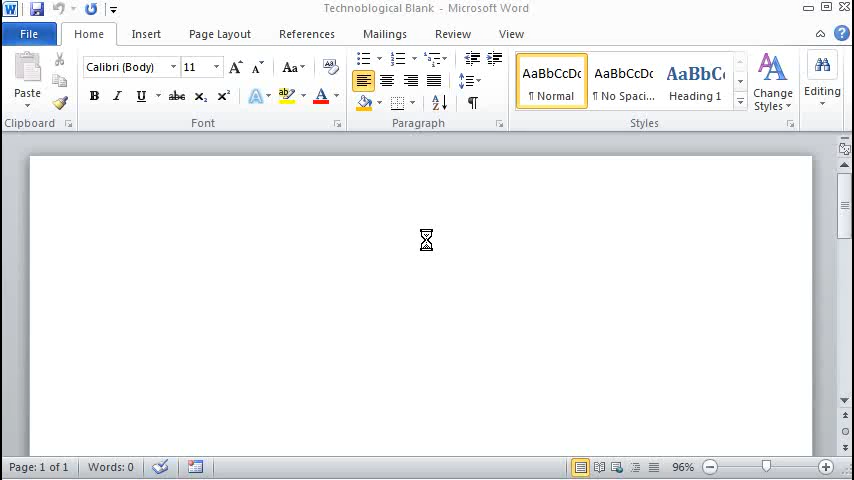 Technoblogical Blank - Microsoft Word
File Home Insert Page Layout References Mailings Review View
Calibri (Body) 11 A A Aa
AaBbCcDc AaBbCcDc AaBbC
Paste B I U abc x₂ x² A ab A
¶ Normal ¶ No Spaci... Heading 1 Change Styles Editing
Clipboard Font Paragraph Styles
Page: 1 of 1 Words: 0 96%